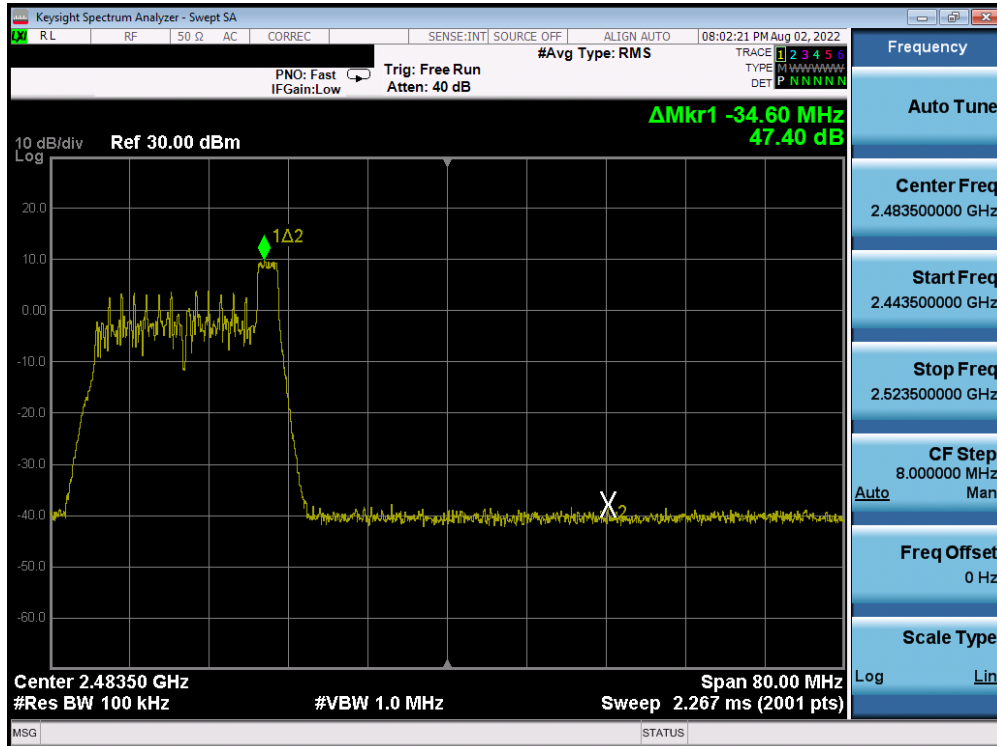 Keysight Spectrum Analyzer - Swept SA
LXI RL RF 50 Ω AC CORREC SENSE:INT SOURCE OFF ALIGN AUTO 08:02:21 PM Aug 02, 2022
#Avg Type: RMS
TRACE 1 2 3 4 5 6
TYPE M WWWWW
DET P N N N N N
PNO: Fast
IFGain:Low
Trig: Free Run
Atten: 40 dB
ΔMkr1 -34.60 MHz
47.40 dB
10 dB/div Ref 30.00 dBm
Log
20.0
10.0
0.00
-10.0
-20.0
-30.0
-40.0
-50.0
-60.0
1Δ2
X2
Center 2.48350 GHz Span 80.00 MHz
#Res BW 100 kHz #VBW 1.0 MHz Sweep 2.267 ms (2001 pts)
MSG STATUS
Frequency
Auto Tune
Center Freq
2.483500000 GHz
Start Freq
2.443500000 GHz
Stop Freq
2.523500000 GHz
CF Step
8.000000 MHz
Auto Man
Freq Offset
0 Hz
Scale Type
Log Lin